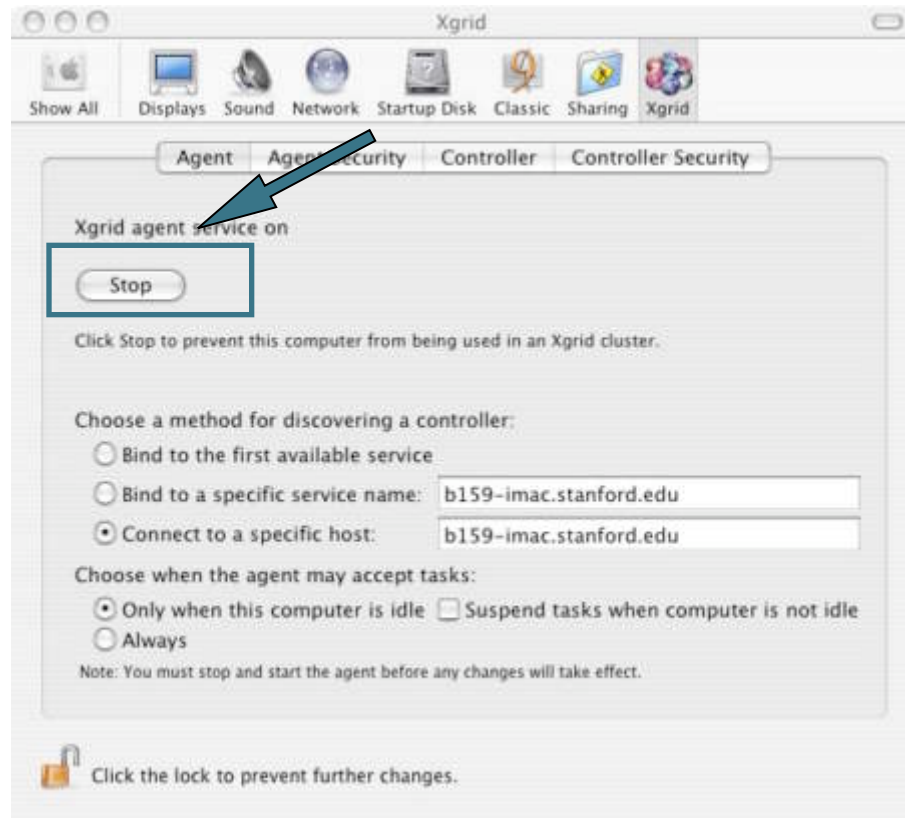 Xgrid
Show All Displays Sound Network Startup Disk Classic Sharing Xgrid
Agent Agent Security Controller Controller Security
Xgrid agent service on
Stop
Click Stop to prevent this computer from being used in an Xgrid cluster.
Choose a method for discovering a controller:
Bind to the first available service
Bind to a specific service name: b159-imac.stanford.edu
Connect to a specific host: b159-imac.stanford.edu
Choose when the agent may accept tasks:
Only when this computer is idle Suspend tasks when computer is not idle
Always
Note: You must stop and start the agent before any changes will take effect.
Click the lock to prevent further changes.